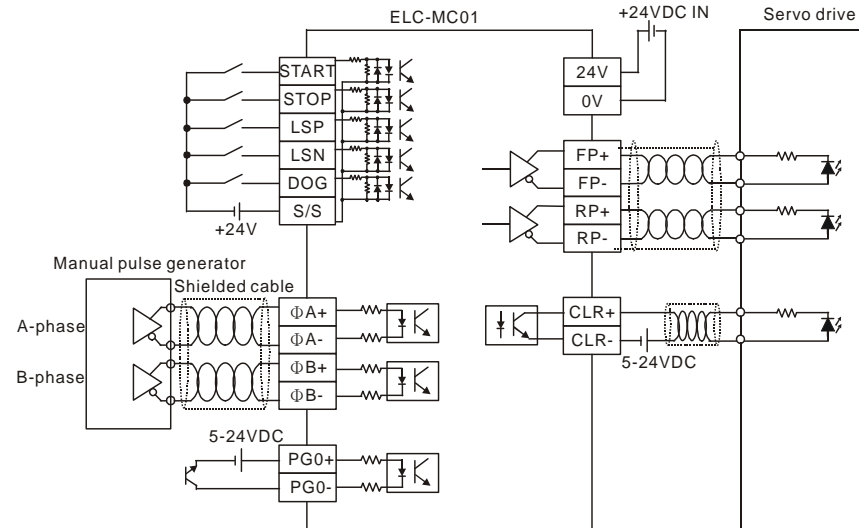 ELC-MC01
+24VDC IN
Servo drive
START
STOP
LSP
LSN
DOG
S/S
+24V
24V
0V
FP+
FP-
RP+
RP-
Manual pulse generator
Shielded cable
A-phase
B-phase
ΦA+
ΦA-
ΦB+
ΦB-
CLR+
CLR-
5-24VDC
5-24VDC
PG0+
PG0-